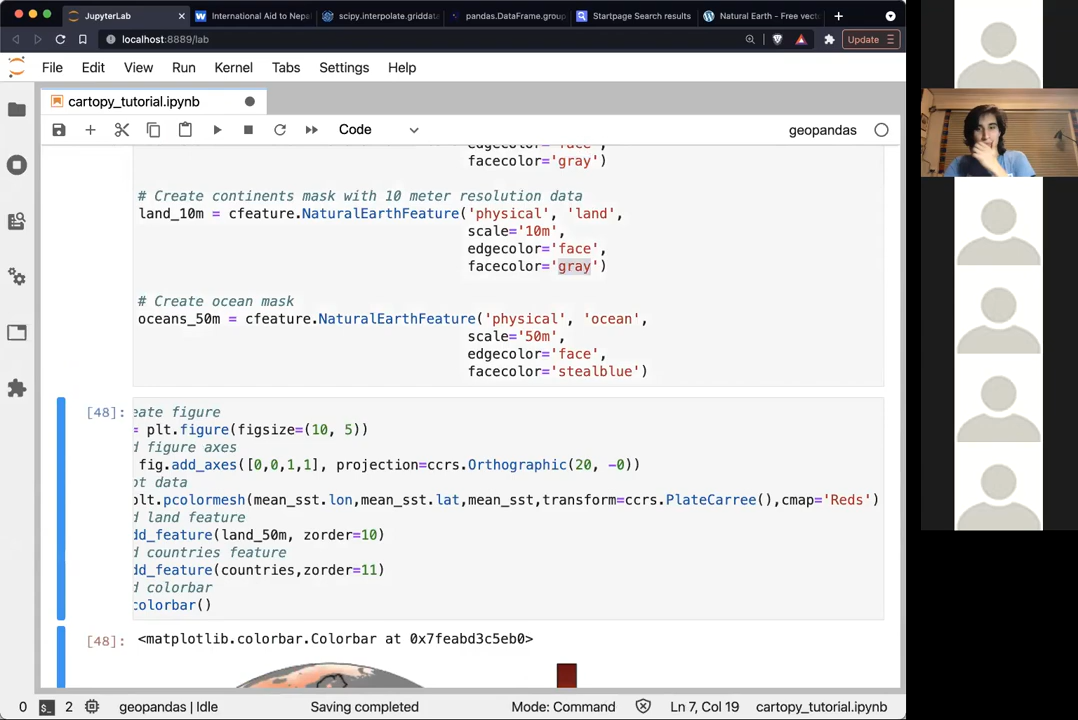 JupyterLab
International Aid to Nepa
scipy.interpolate.griddat
pandas.DataFrame.group
Startpage Search results
Natural Earth - Free vect
localhost:8889/lab
Update
File Edit View Run Kernel Tabs Settings Help
cartopy_tutorial.ipynb
Code
geopandas
edgecolor='face',
facecolor='gray')
# Create continents mask with 10 meter resolution data
land_10m = cfeature.NaturalEarthFeature('physical', 'land',
scale='10m',
edgecolor='face',
facecolor='gray')
# Create ocean mask
oceans_50m = cfeature.NaturalEarthFeature('physical', 'ocean',
scale='50m',
edgecolor='face',
facecolor='stealblue')
[48]:
eate figure
= plt.figure(figsize=(10, 5))
d figure axes
fig.add_axes([0,0,1,1], projection=ccrs.Orthographic(20, -0))
ot data
plt.pcolormesh(mean_sst.lon,mean_sst.lat,mean_sst,transform=ccrs.PlateCarree(),cmap='Reds')
d land feature
dd_feature(land_50m, zorder=10)
d countries feature
dd_feature(countries,zorder=11)
d colorbar
colorbar()
[48]: <matplotlib.colorbar.Colorbar at 0x7feabd3c5eb0>
0 $_ 2 geopandas | Idle Saving completed Mode: Command Ln 7, Col 19 cartopy_tutorial.ipynb